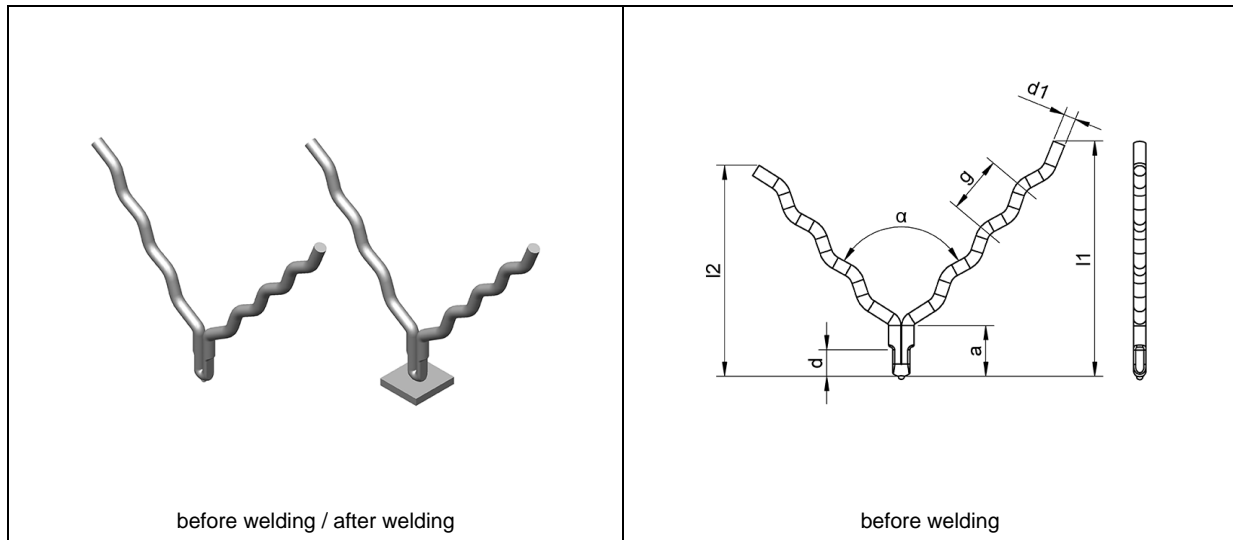 d1
g
α
l2
l1
a
d
before welding / after welding
before welding